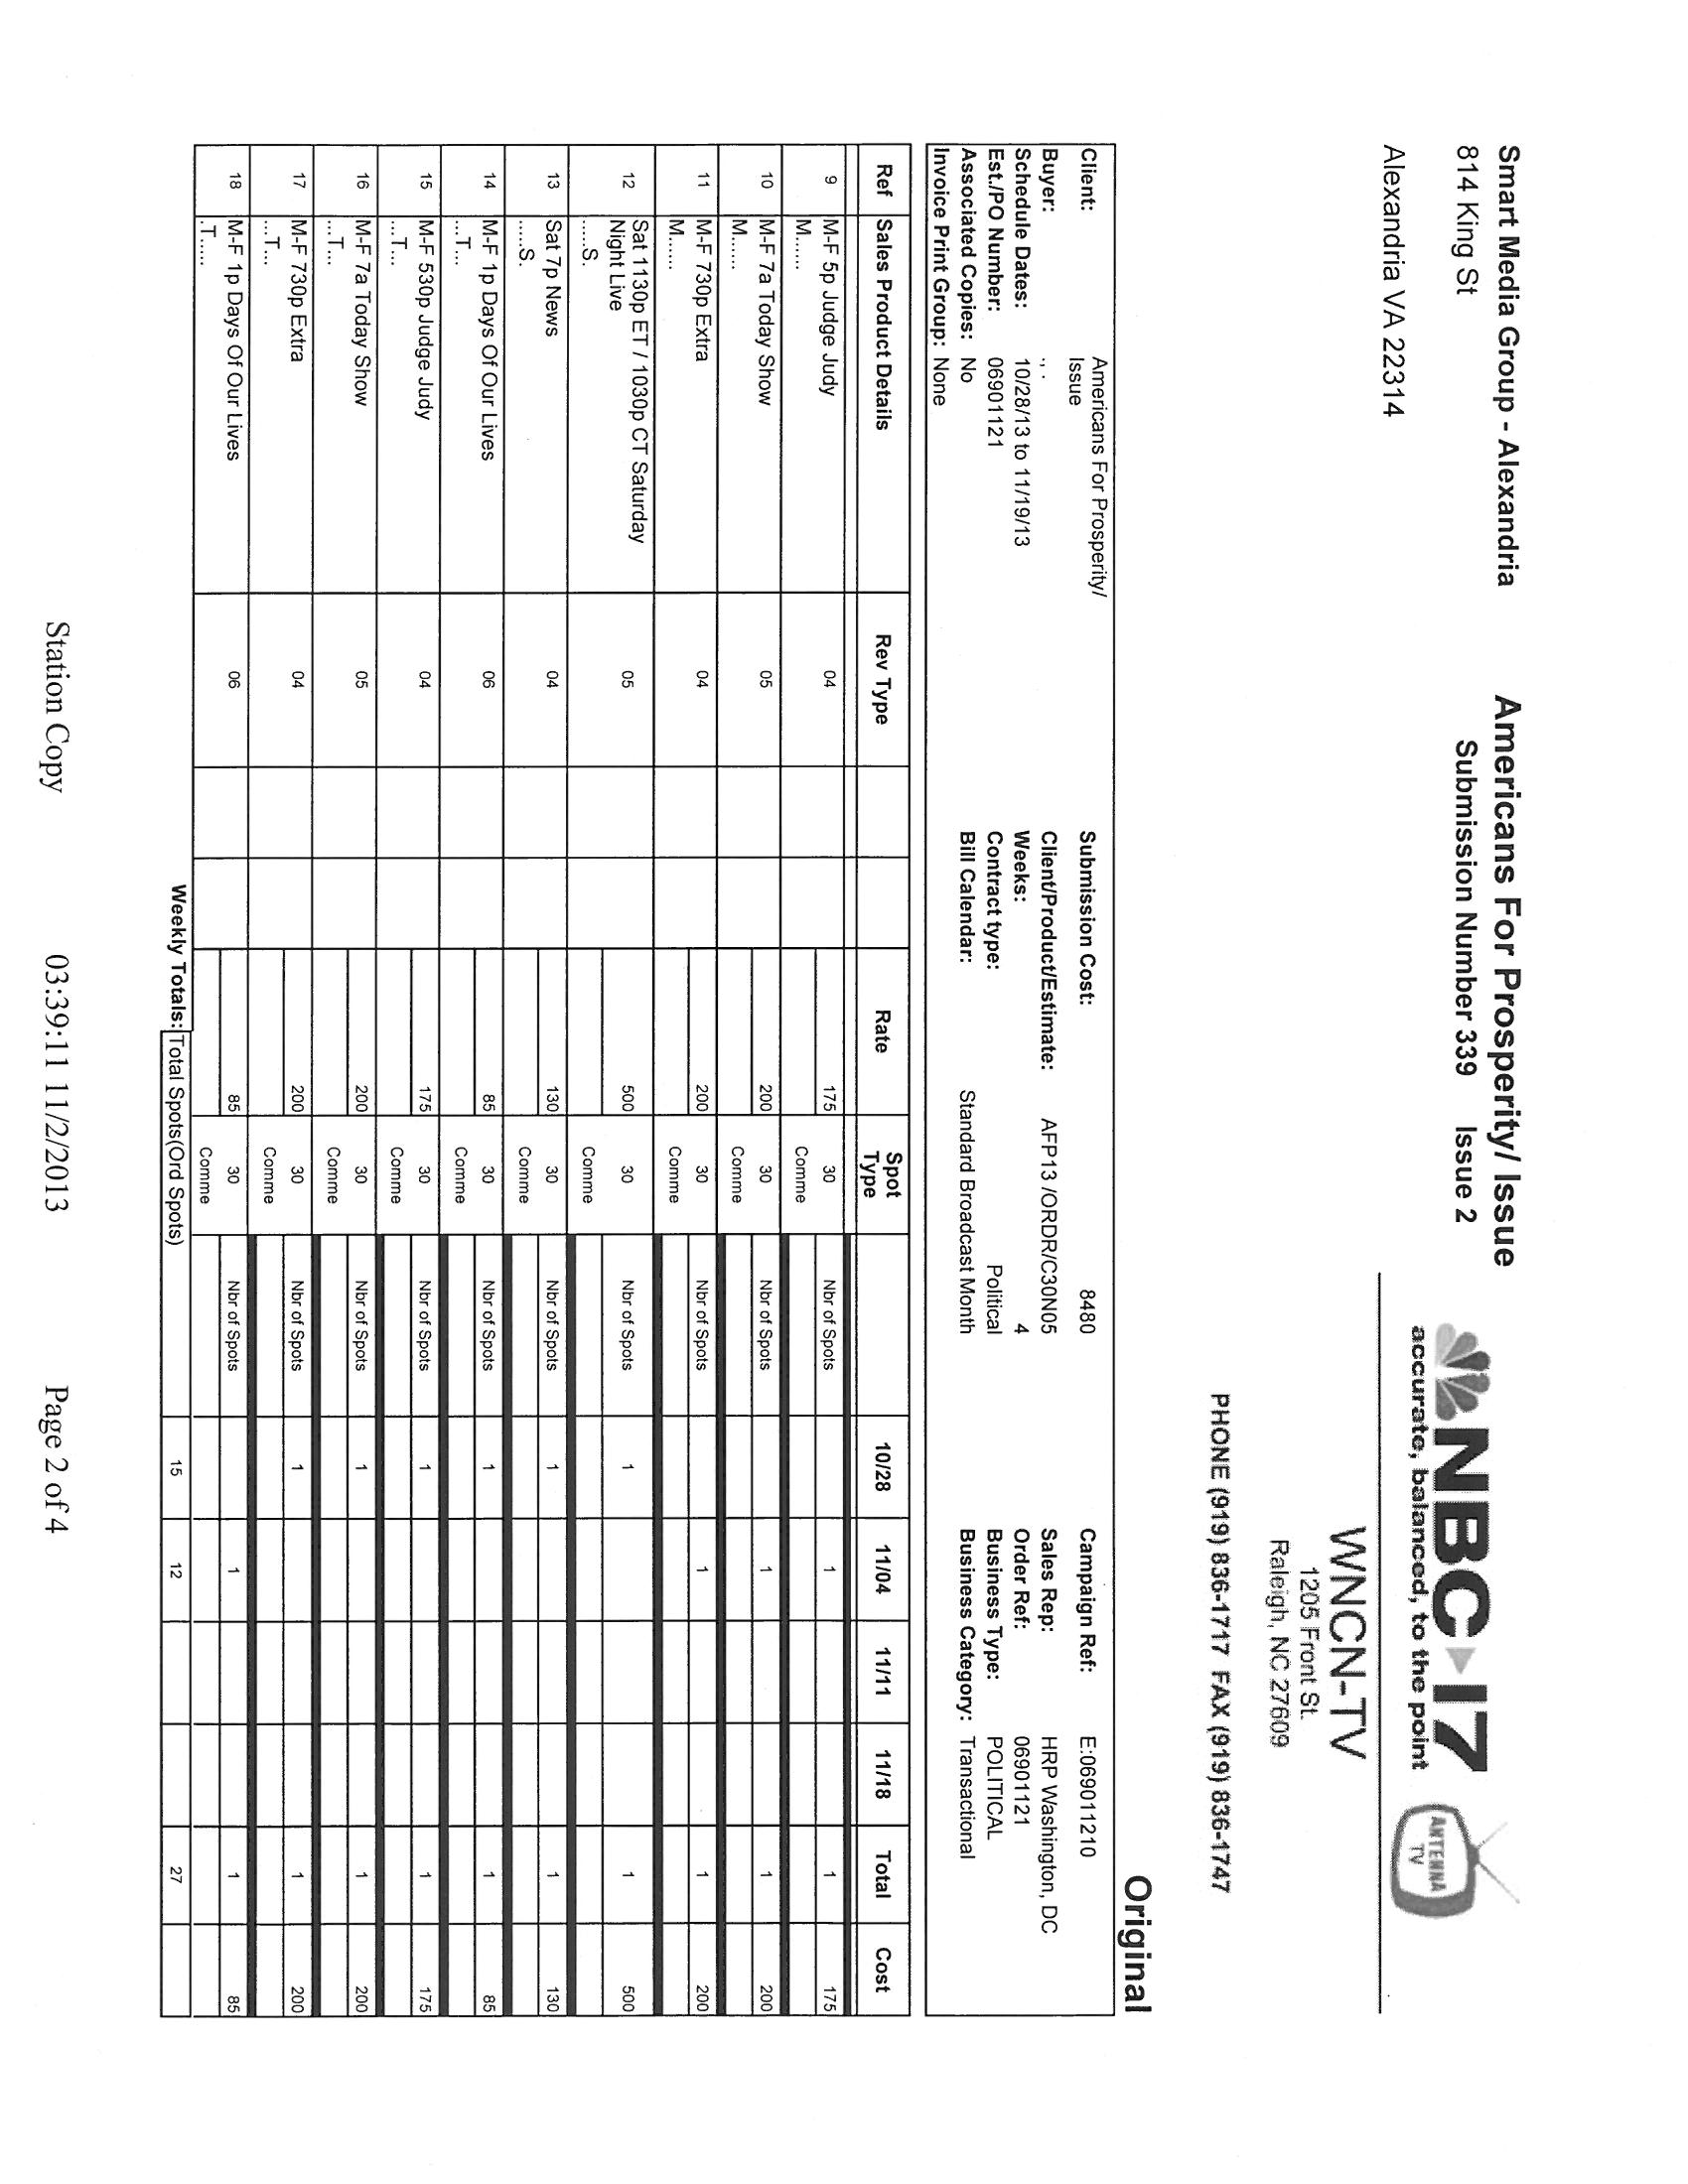 Smart Media Group - Alexandria
814 King St
Alexandria VA 22314
Americans For Prosperity/ Issue
Submission Number 339 Issue 2
NBC 17
accurate, balanced, to the point
ANTENNA TV
WNCN-TV
1205 Front St.
Raleigh, NC 27609
PHONE (919) 836-1717 FAX (919) 836-1747
Original
Client: Americans For Prosperity/ Issue Submission Cost: 8480 Campaign Ref: E:069011210
Buyer: Client/Product/Estimate: AFP13 /ORDR/C30N05 Sales Rep: HRP Washington, DC
Schedule Dates: 10/28/13 to 11/19/13 Weeks: 4 Order Ref: 06901121
Est./PO Number: 06901121 Contract type: Political Business Type: POLITICAL
Associated Copies: No Bill Calendar: Standard Broadcast Month Business Category: Transactional
Invoice Print Group: None
Ref Sales Product Details Rev Type Rate Spot Type 10/28 11/04 11/11 11/18 Total Cost
9 M-F 5p Judge Judy 04 175 30 Nbr of Spots 1 1 175
M...... Comme
10 M-F 7a Today Show 05 200 30 Nbr of Spots 1 1 200
M...... Comme
11 M-F 730p Extra 04 200 30 Nbr of Spots 1 1 200
M...... Comme
12 Sat 1130p ET / 1030p CT Saturday 05 500 30 Nbr of Spots 1 1 500
Night Live
.....S. Comme
13 Sat 7p News 04 130 30 Nbr of Spots 1 1 130
.....S. Comme
14 M-F 1p Days Of Our Lives 06 85 30 Nbr of Spots 1 1 85
...T... Comme
15 M-F 530p Judge Judy 04 175 30 Nbr of Spots 1 1 175
...T... Comme
16 M-F 7a Today Show 05 200 30 Nbr of Spots 1 1 200
...T... Comme
17 M-F 730p Extra 04 200 30 Nbr of Spots 1 1 200
...T... Comme
18 M-F 1p Days Of Our Lives 06 85 30 Nbr of Spots 1 1 85
.T..... Comme
Weekly Totals: Total Spots(Ord Spots) 15 12 27
Station Copy 03:39:11 11/2/2013 Page 2 of 4